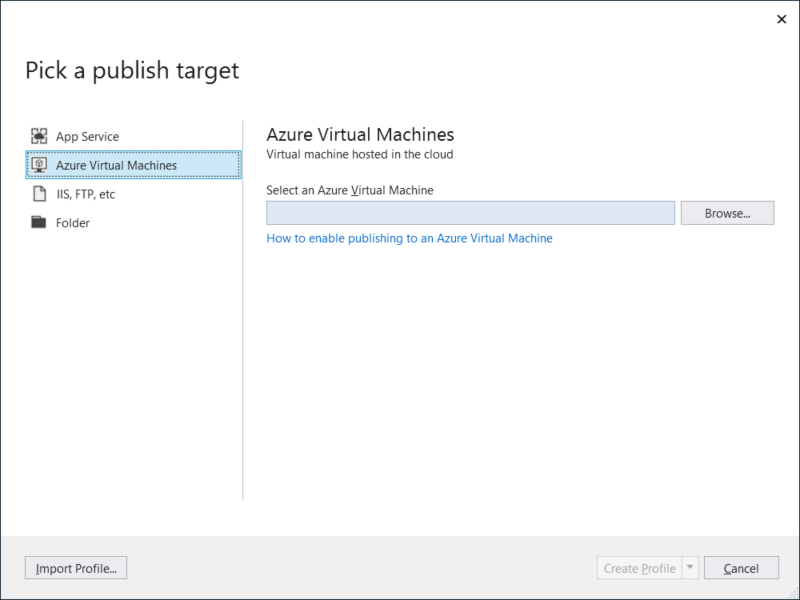 Pick a publish target
App Service
Azure Virtual Machines
IIS, FTP, etc
Folder
Azure Virtual Machines
Virtual machine hosted in the cloud
Select an Azure Virtual Machine
Browse...
How to enable publishing to an Azure Virtual Machine
Import Profile...
Create Profile
Cancel